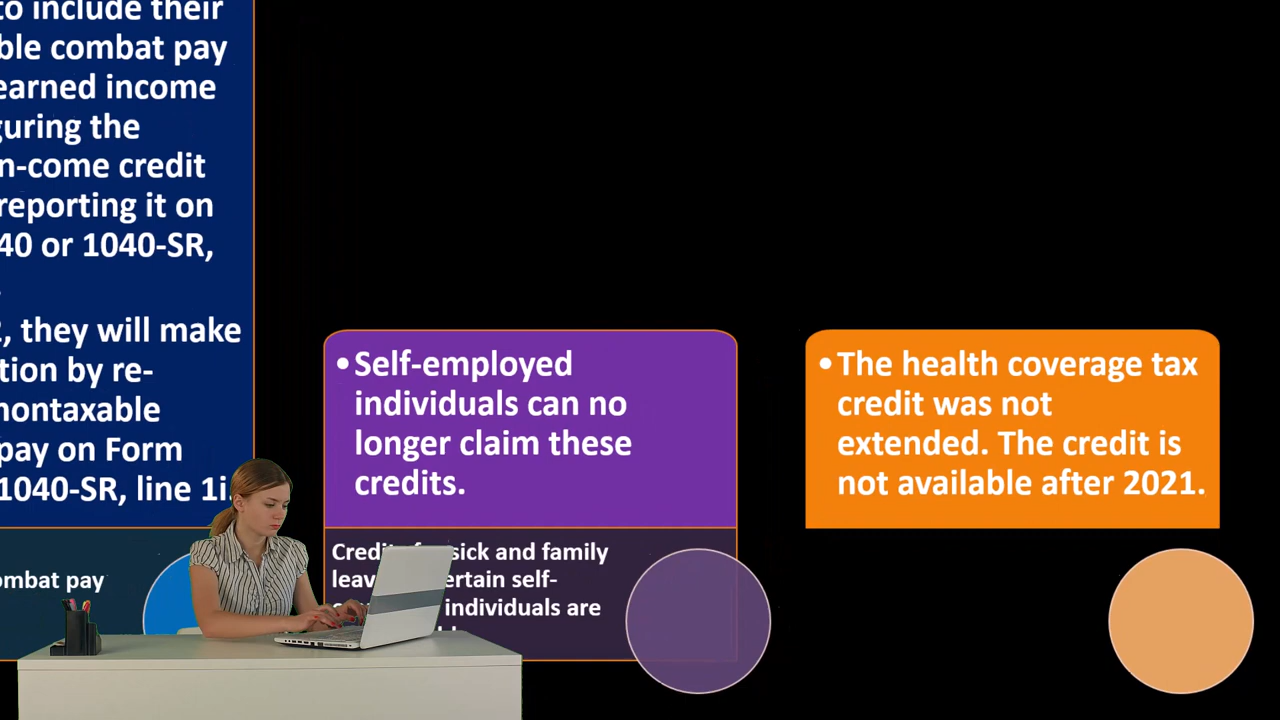 to include their
ble combat pay
earned income
guring the
n-come credit
reporting it on
40 or 1040-SR,
, they will make
tion by re-
nontaxable
pay on Form
1040-SR, line 1i.
ombat pay
•Self-employed
individuals can no
longer claim these
credits.
sick and family
ertain self-
individuals are
•The health coverage tax
credit was not
extended. The credit is
not available after 2021.